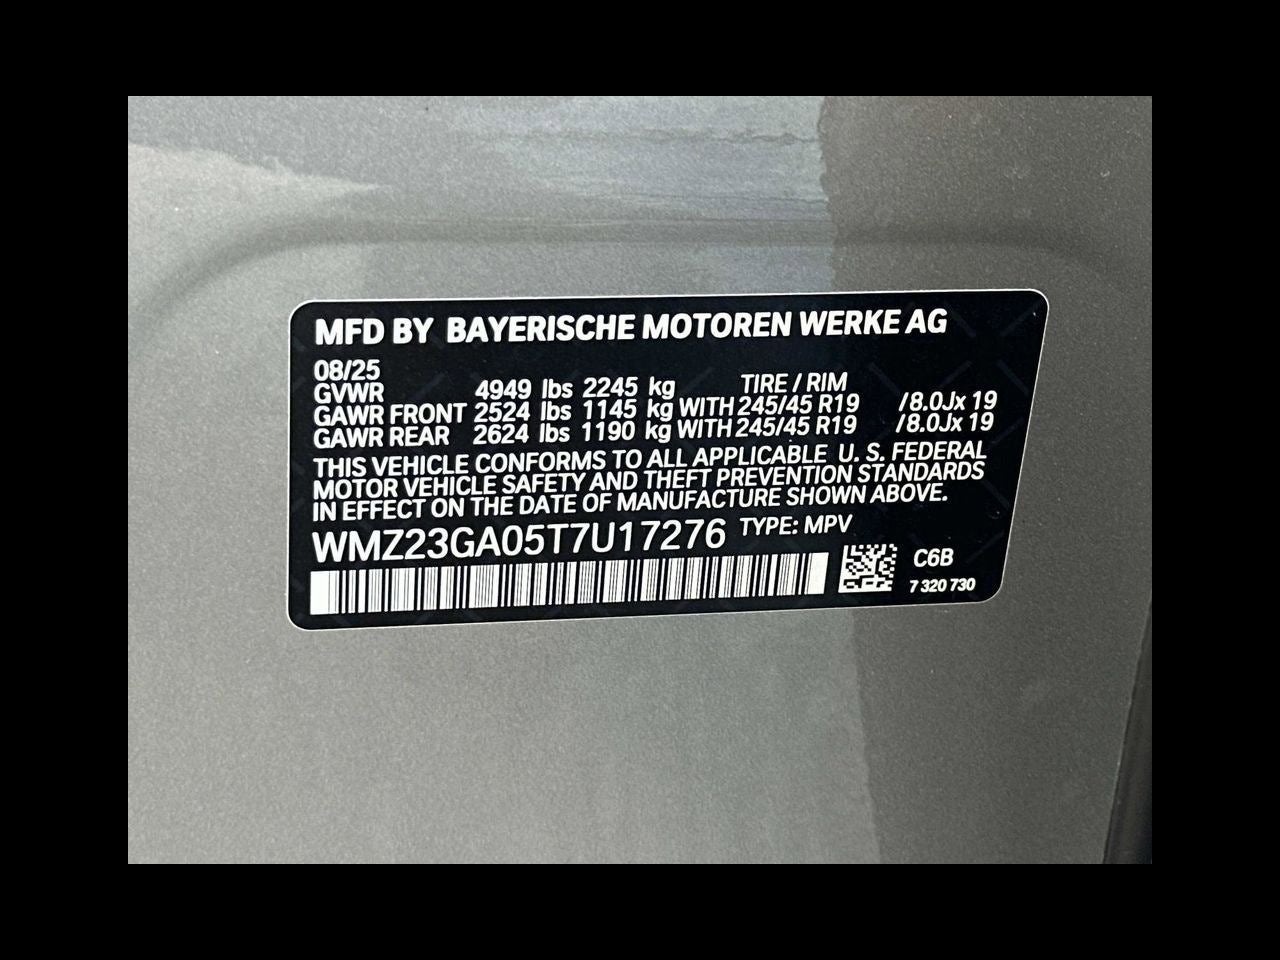 MFD BY BAYERISCHE MOTOREN WERKE AG
08/25
GVWR 4949 lbs 2245 kg TIRE / RIM
GAWR FRONT 2524 lbs 1145 kg WITH 245/45 R19 /8.0Jx 19
GAWR REAR 2624 lbs 1190 kg WITH 245/45 R19 /8.0Jx 19
THIS VEHICLE CONFORMS TO ALL APPLICABLE U. S. FEDERAL
MOTOR VEHICLE SAFETY AND THEFT PREVENTION STANDARDS
IN EFFECT ON THE DATE OF MANUFACTURE SHOWN ABOVE.
WMZ23GA05T7U17276 TYPE: MPV
C6B
7 320 730